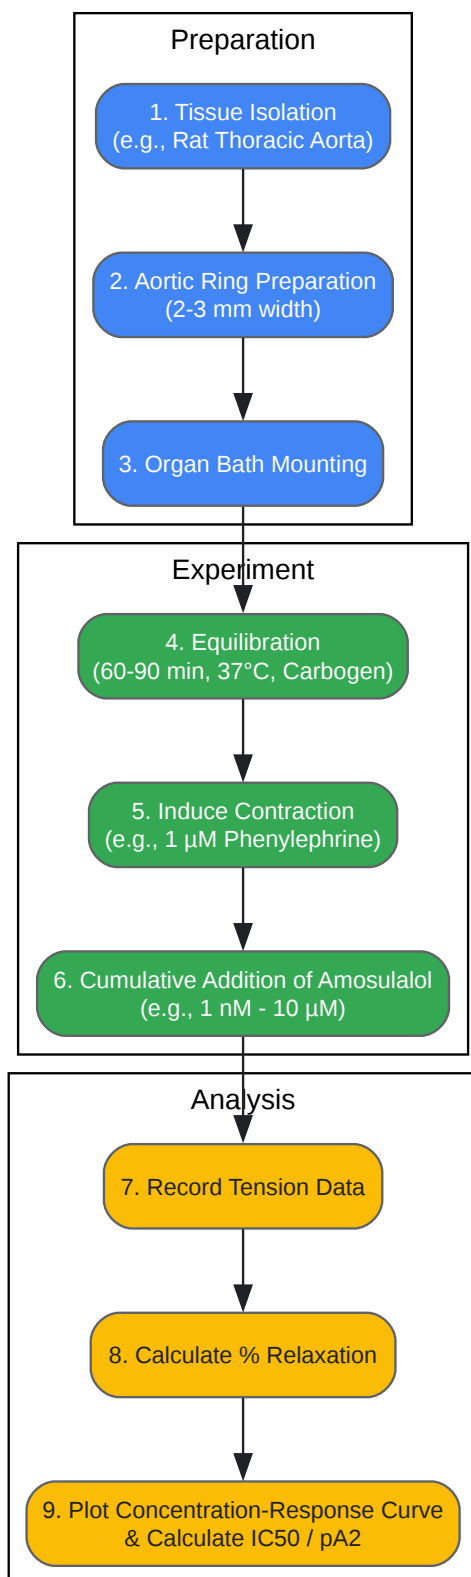 Preparation
1. Tissue Isolation
(e.g., Rat Thoracic Aorta)
2. Aortic Ring Preparation
(2-3 mm width)
3. Organ Bath Mounting
Experiment
4. Equilibration
(60-90 min, 37°C, Carbogen)
5. Induce Contraction
(e.g., 1 µM Phenylephrine)
6. Cumulative Addition of Amosulalol
(e.g., 1 nM - 10 µM)
Analysis
7. Record Tension Data
8. Calculate % Relaxation
9. Plot Concentration-Response Curve
& Calculate IC50 / pA2